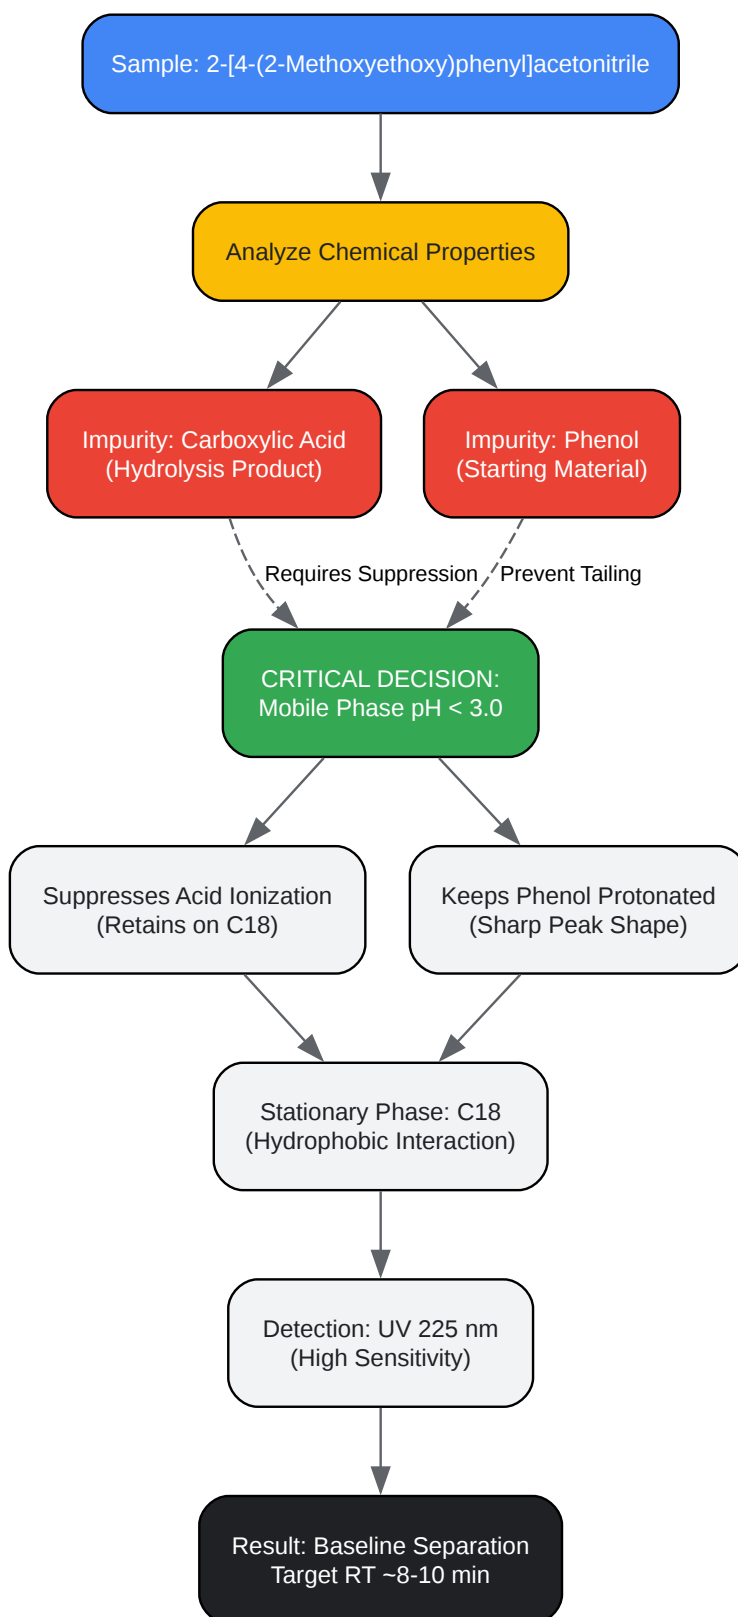 Sample: 2-[4-(2-Methoxyethoxy)phenyl]acetonitrile
Analyze Chemical Properties
Impurity: Carboxylic Acid
(Hydrolysis Product)
Impurity: Phenol
(Starting Material)
Requires Suppression
Prevent Tailing
CRITICAL DECISION:
Mobile Phase pH < 3.0
Suppresses Acid Ionization
(Retains on C18)
Keeps Phenol Protonated
(Sharp Peak Shape)
Stationary Phase: C18
(Hydrophobic Interaction)
Detection: UV 225 nm
(High Sensitivity)
Result: Baseline Separation
Target RT ~8-10 min